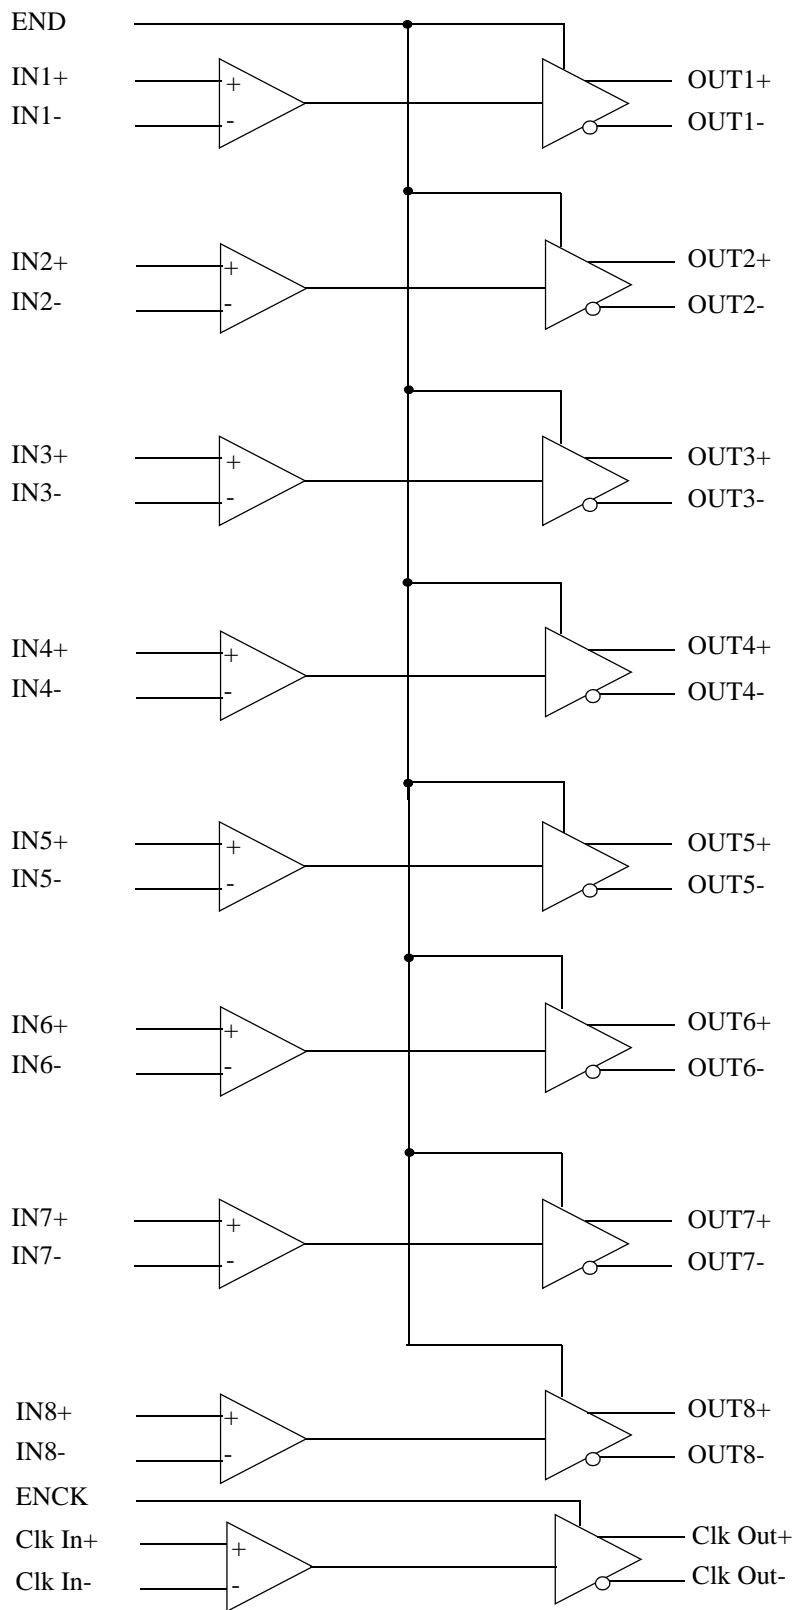 END
IN1+
+
OUT1+
IN1-
-
OUT1-
IN2+
+
OUT2+
IN2-
-
OUT2-
IN3+
+
OUT3+
IN3-
-
OUT3-
IN4+
+
OUT4+
IN4-
-
OUT4-
IN5+
+
OUT5+
IN5-
-
OUT5-
IN6+
+
OUT6+
IN6-
-
OUT6-
IN7+
+
OUT7+
IN7-
-
OUT7-
IN8+
+
OUT8+
IN8-
-
OUT8-
ENCK
Clk In+
+
Clk Out+
Clk In-
-
Clk Out-